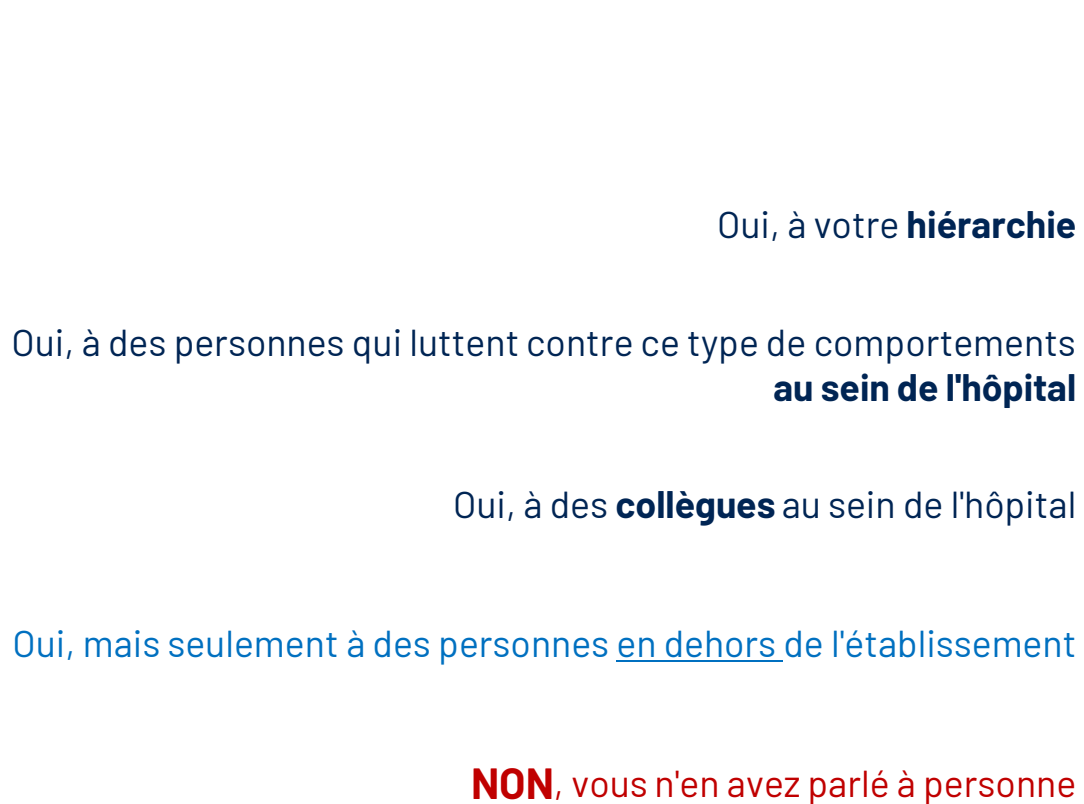 Oui, à votre hiérarchie
Oui, à des personnes qui luttent contre ce type de comportements
au sein de l'hôpital
Oui, à des collègues au sein de l'hôpital
Oui, mais seulement à des personnes en dehors de l'établissement
NON, vous n'en avez parlé à personne